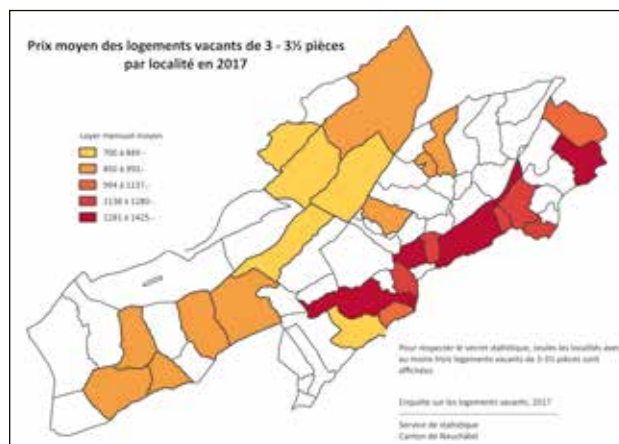 Prix moyen des logements vacants de 3 - 3½ pièces
par localité en 2017
Loyer mensuel moyen
700 à 849.-
850 à 993.-
994 à 1137.-
1138 à 1280.-
1281 à 1425.-
Pour respecter le secret statistique, seules les localités avec
au moins trois logements vacants de 3-3½ pièces sont
affichées
Enquête sur les logements vacants, 2017
Service de statistique
Canton de Neuchâtel